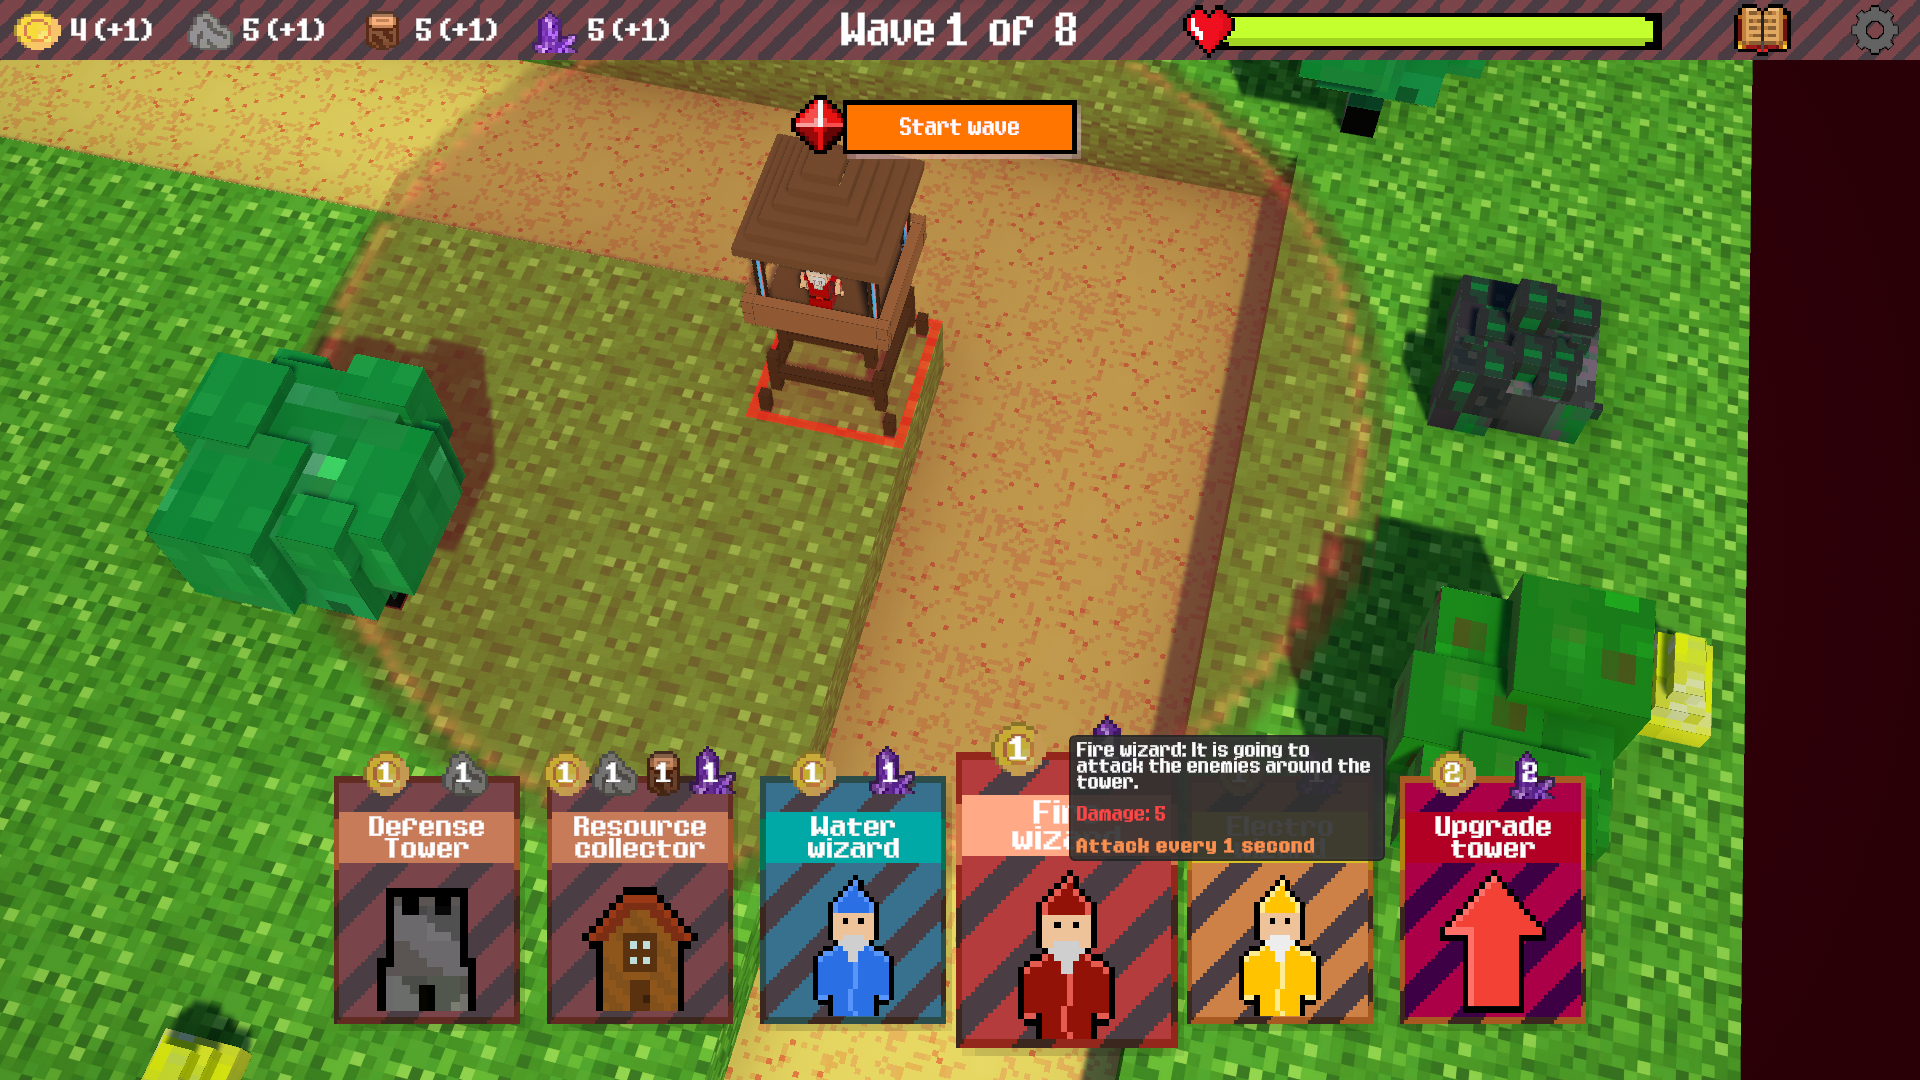 4(+1) 5(+1) 5(+1) 5(+1) Wave 1 of 8
Start wave
1 1
Defense
Tower
1 1 1 1
Resource
collector
1 1
Water
wizard
1
Fire wizard: It is going to
attack the enemies around the
tower.
Damage: 5
Attack every 1 second
Electro
2 2
Upgrade
tower